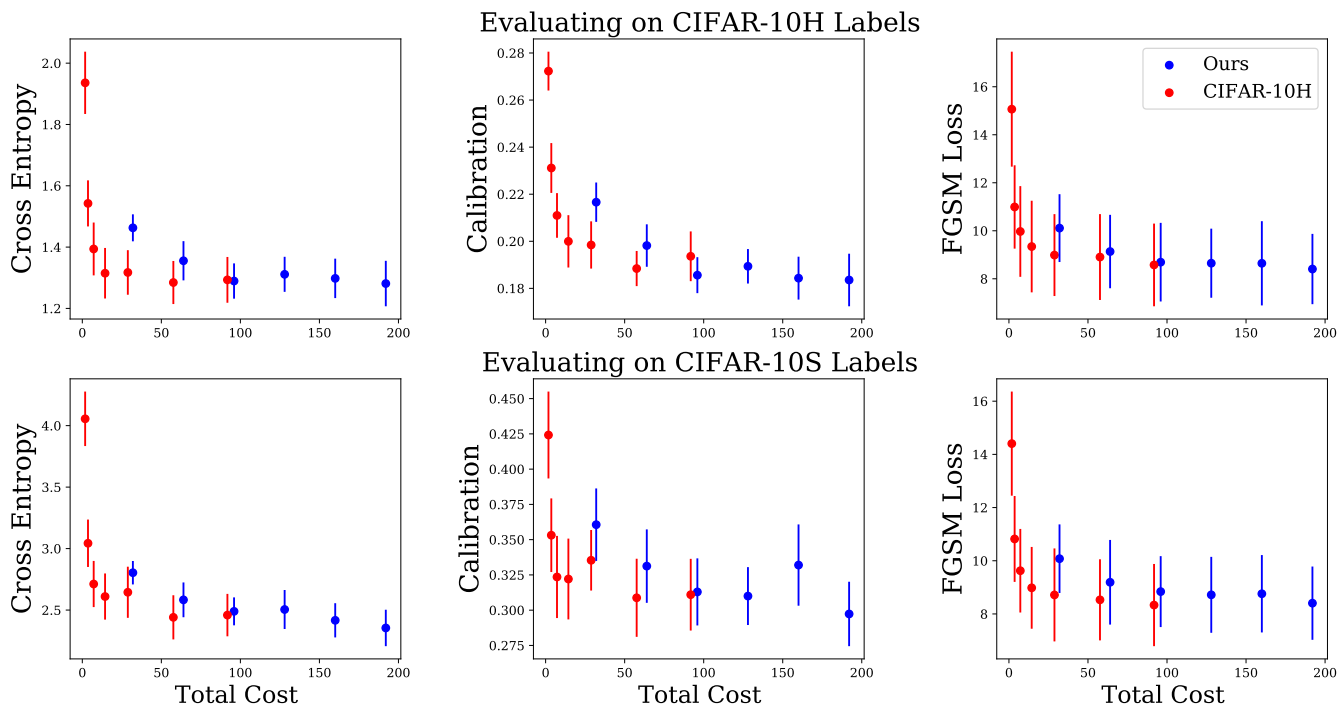 Evaluating on CIFAR-10H Labels
Cross Entropy
2.0
1.8
1.6
1.4
1.2
0 50 100 150 200
Calibration
0.28
0.26
0.24
0.22
0.20
0.18
0 50 100 150 200
FGSM Loss
16
14
12
10
8
0 50 100 150 200
Ours
CIFAR-10H
Evaluating on CIFAR-10S Labels
Cross Entropy
4.0
3.5
3.0
2.5
0 50 100 150 200
Total Cost
Calibration
0.450
0.425
0.400
0.375
0.350
0.325
0.300
0.275
0 50 100 150 200
Total Cost
FGSM Loss
16
14
12
10
8
0 50 100 150 200
Total Cost